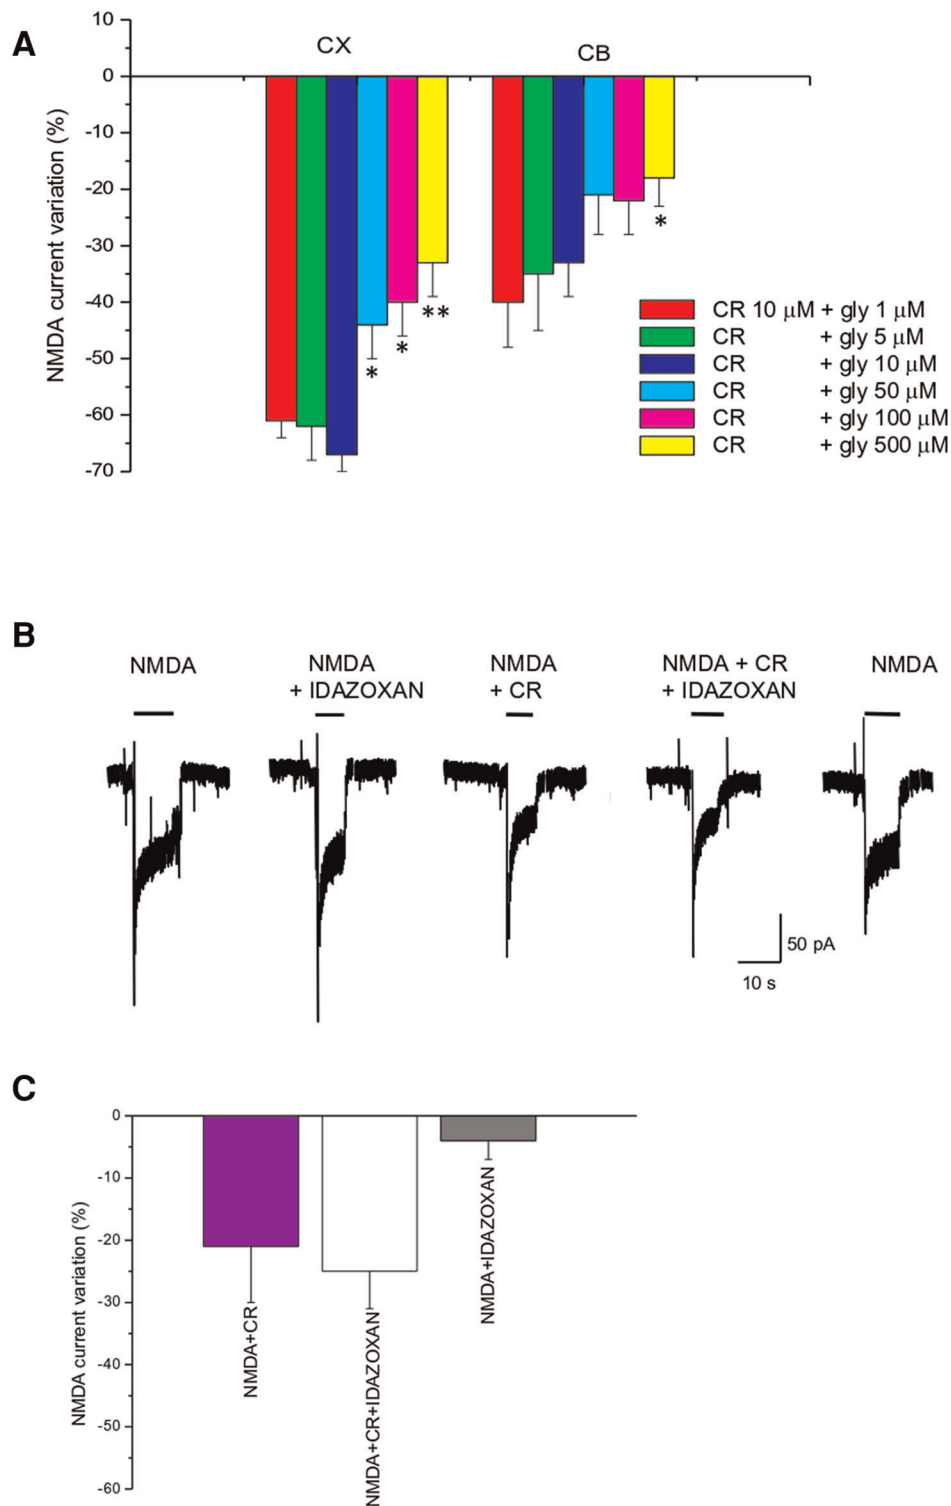 A
CX
CB
10
0
-10
-20
-30
-40
-50
-60
-70
NMDA current variation (%)
*
*
**
*
CR 10 μM + gly 1 μM
CR + gly 5 μM
CR + gly 10 μM
CR + gly 50 μM
CR + gly 100 μM
CR + gly 500 μM
B
NMDA
NMDA
+ IDAZOXAN
NMDA
+ CR
NMDA + CR
+ IDAZOXAN
NMDA
50 pA
10 s
C
0
-10
-20
-30
-40
-50
-60
NMDA current variation (%)
NMDA+CR
NMDA+CR+IDAZOXAN
NMDA+IDAZOXAN